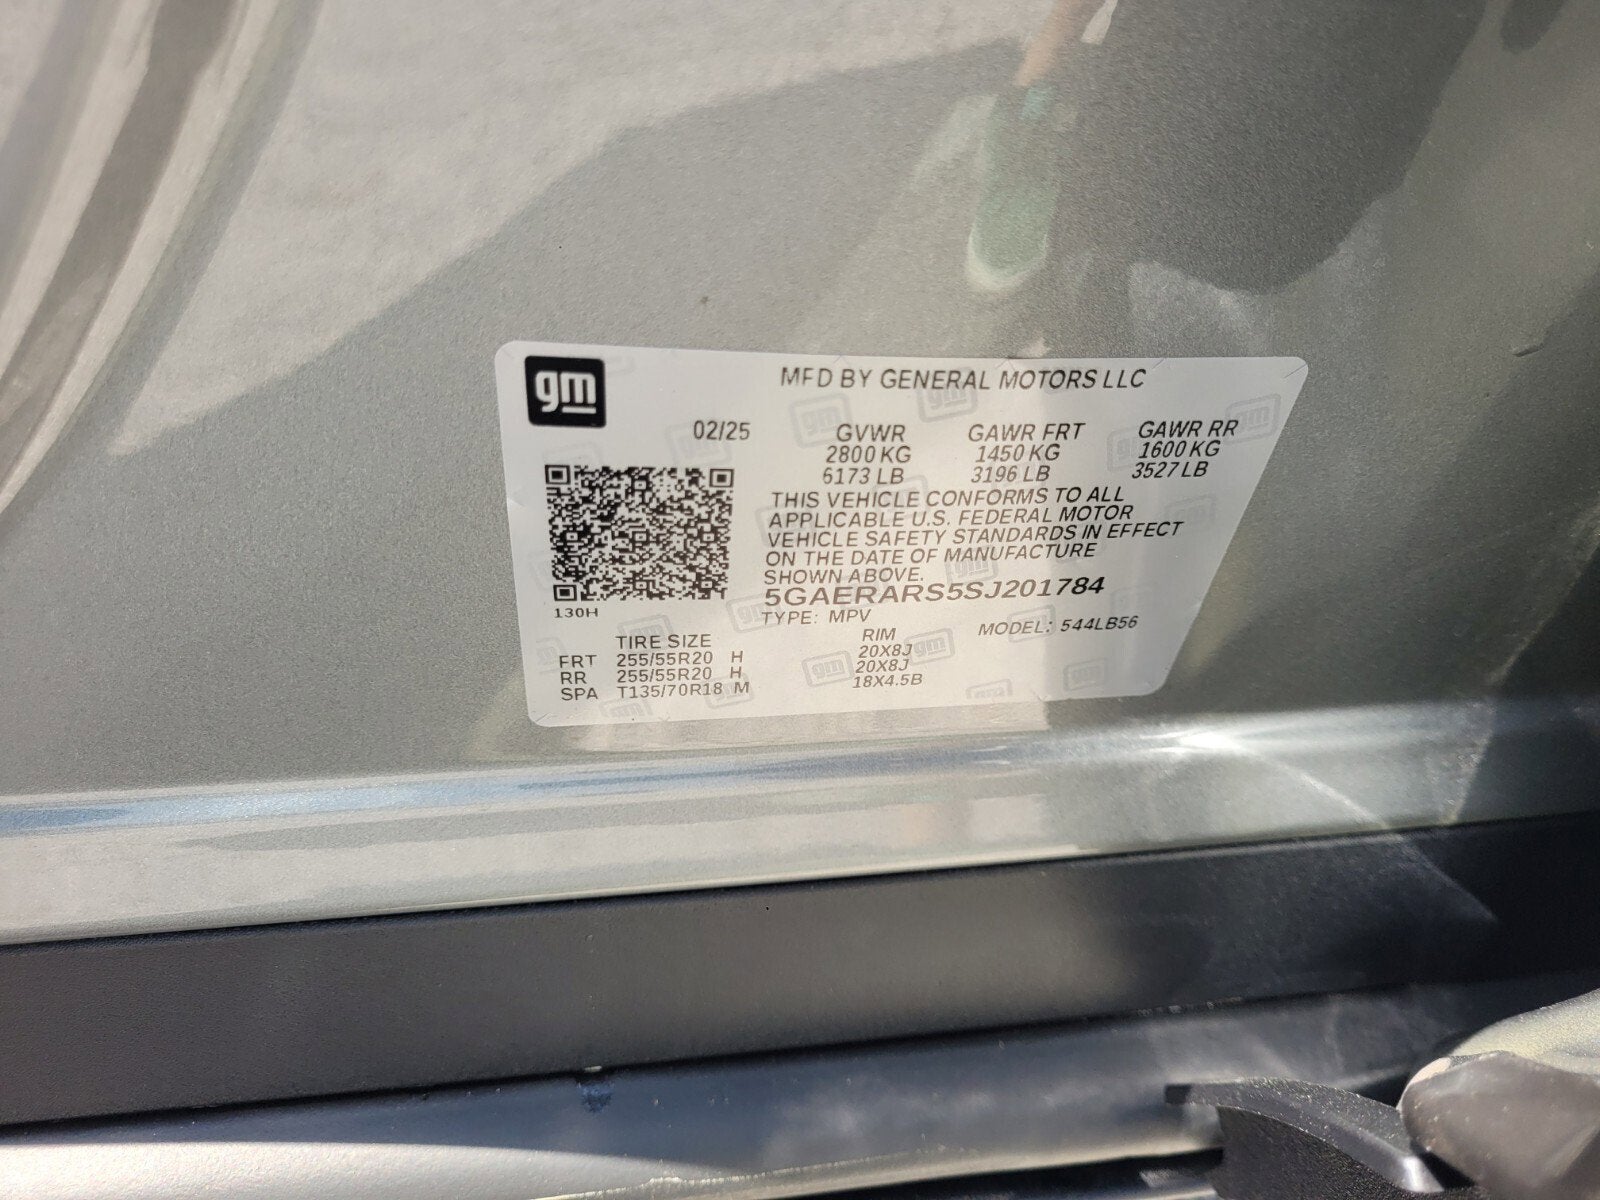 gm
MFD BY GENERAL MOTORS LLC
02/25 GVWR GAWR FRT GAWR RR
2800 KG 1450 KG 1600 KG
6173 LB 3196 LB 3527 LB
THIS VEHICLE CONFORMS TO ALL
APPLICABLE U.S. FEDERAL MOTOR
VEHICLE SAFETY STANDARDS IN EFFECT
ON THE DATE OF MANUFACTURE
SHOWN ABOVE.
5GAERARS5SJ201784
130H
TYPE: MPV MODEL: 544LB56
TIRE SIZE RIM
FRT 255/55R20 H 20X8J
RR 255/55R20 H 20X8J
SPA T135/70R18 M 18X4.5B